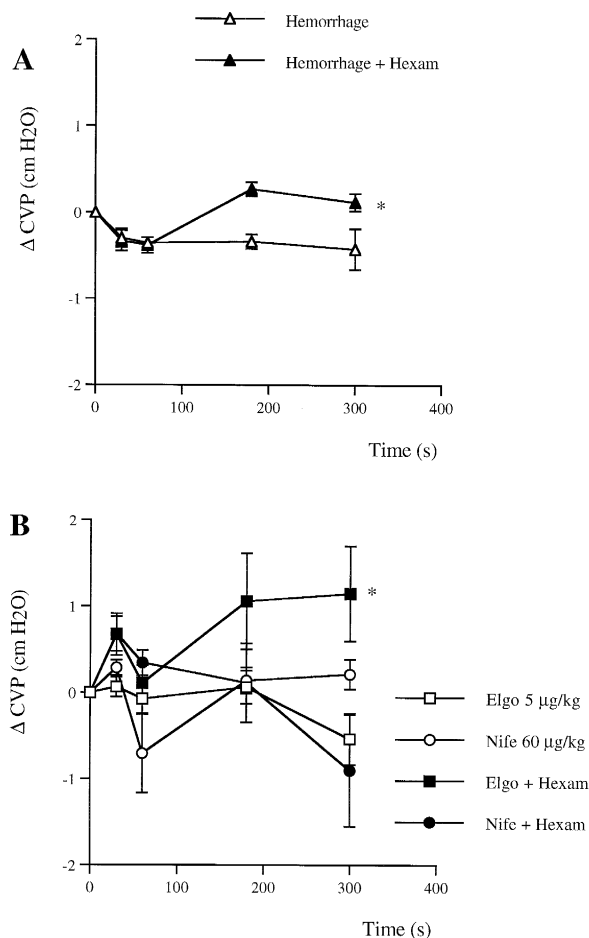 Hemorrhage
Hemorrhage + Hexam
A
2
1
0
-1
-2
Δ CVP (cm H2O)
*
0
100
200
300
400
Time (s)
B
2
1
0
-1
-2
Δ CVP (cm H2O)
*
Elgo 5 µg/kg
Nife 60 µg/kg
Elgo + Hexam
Nife + Hexam
0
100
200
300
400
Time (s)